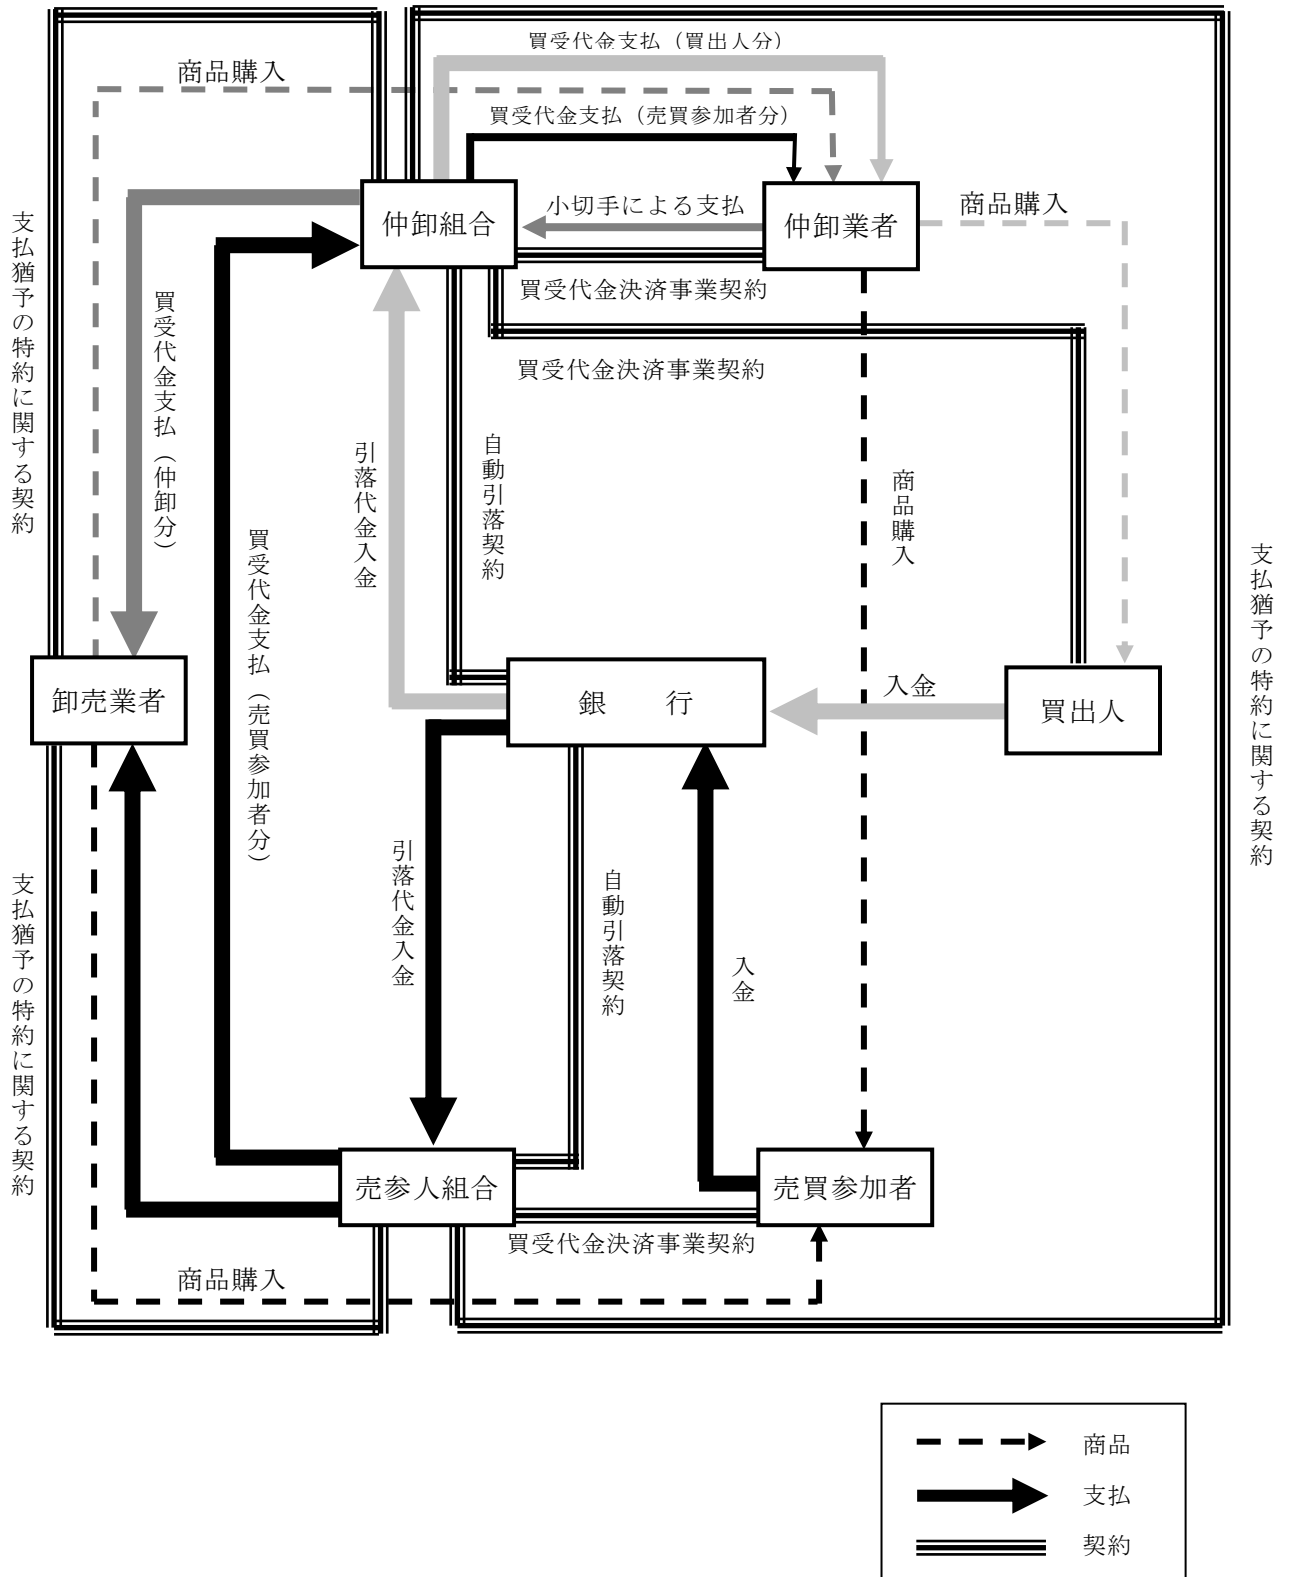 買受代金支払（買出人分）
商品購入
買受代金支払（売買参加者分）
仲卸組合
小切手による支払
仲卸業者
商品購入
買受代金決済事業契約
買受代金決済事業契約
支払猶予の特約に関する契約
買受代金支払（仲卸分）
買受代金支払（売買参加者分）
引落代金入金
自動引落契約
商品購入
支払猶予の特約に関する契約
卸売業者
銀　　行
入金
買出人
支払猶予の特約に関する契約
引落代金入金
自動引落契約
入金
売参人組合
売買参加者
買受代金決済事業契約
商品購入
商品
支払
契約